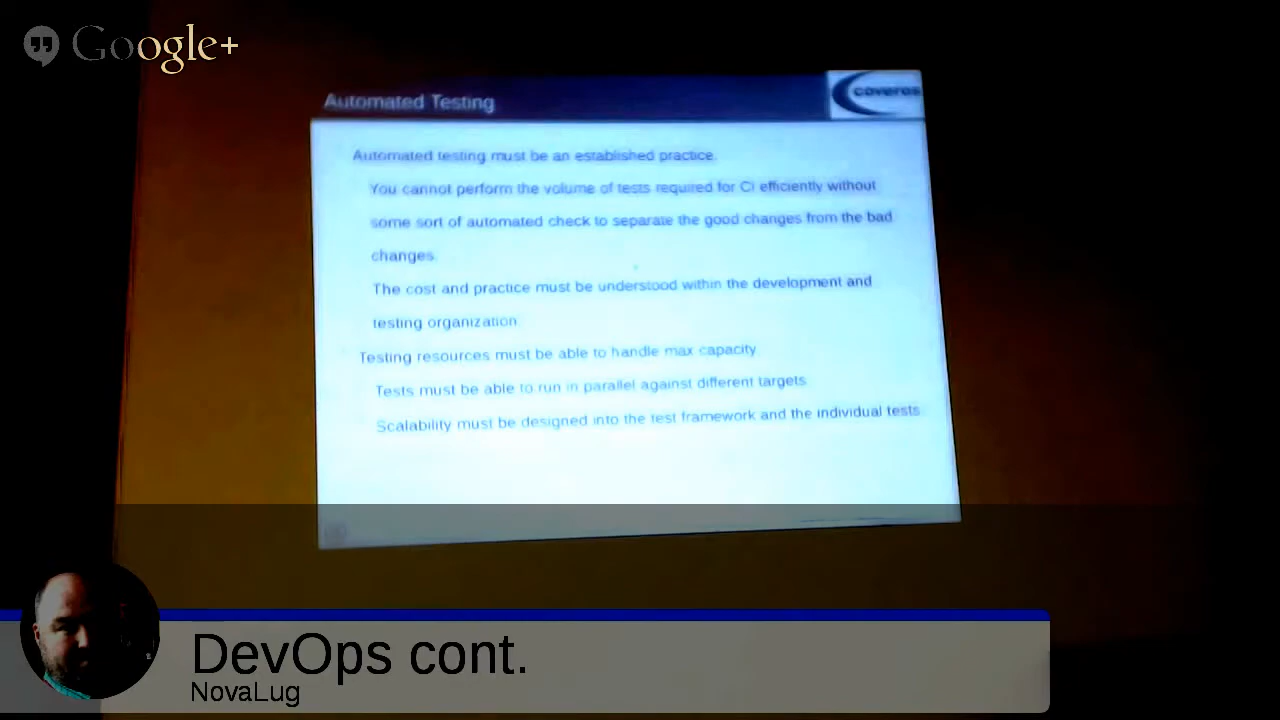 Google+
Automated Testing
coveros
Automated testing must be an established practice.
You cannot perform the volume of tests required for CI efficiently without
some sort of automated check to separate the good changes from the bad
changes.
The cost and practice must be understood within the development and
testing organization.
Testing resources must be able to handle max capacity.
Tests must be able to run in parallel against different targets.
Scalability must be designed into the test framework and the individual tests.
DevOps cont.
NovaLug